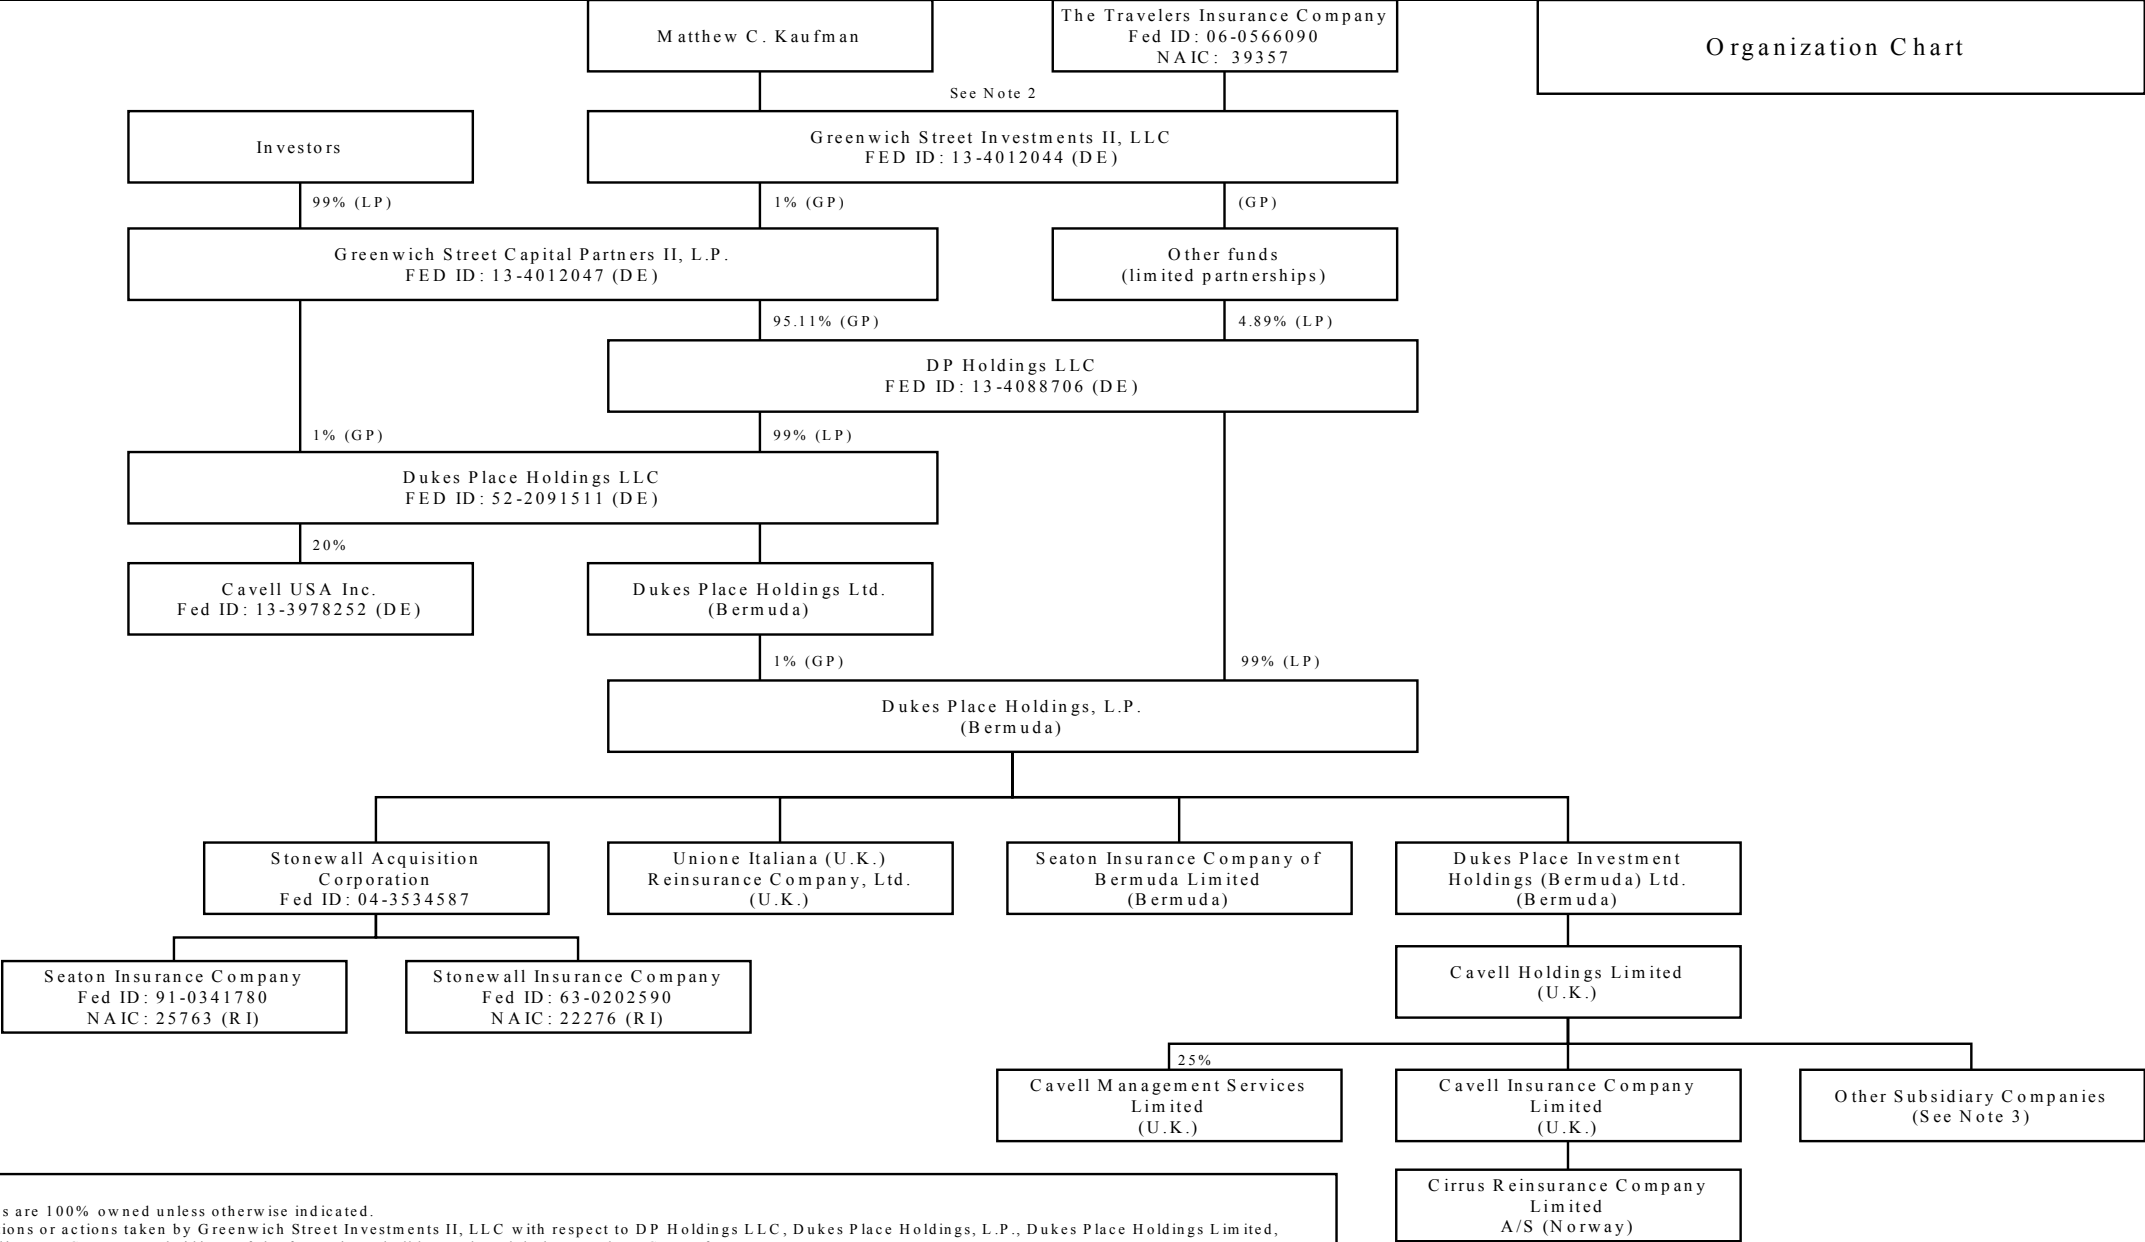 Matthew C. Kaufman
The Travelers Insurance Company
Fed ID: 06-0566090
NAIC: 39357
Organization Chart
See Note 2
Investors
Greenwich Street Investments II, LLC
FED ID: 13-4012044 (DE)
99% (LP)
1% (GP)
(GP)
Greenwich Street Capital Partners II, L.P.
FED ID: 13-4012047 (DE)
Other funds
(limited partnerships)
95.11% (GP)
4.89% (LP)
DP Holdings LLC
FED ID: 13-4088706 (DE)
1% (GP)
99% (LP)
Dukes Place Holdings LLC
FED ID: 52-2091511 (DE)
20%
Cavell USA Inc.
Fed ID: 13-3978252 (DE)
Dukes Place Holdings Ltd.
(Bermuda)
1% (GP)
99% (LP)
Dukes Place Holdings, L.P.
(Bermuda)
Stonewall Acquisition
Corporation
Fed ID: 04-3534587
Unione Italiana (U.K.)
Reinsurance Company, Ltd.
(U.K.)
Seaton Insurance Company of
Bermuda Limited
(Bermuda)
Dukes Place Investment
Holdings (Bermuda) Ltd.
(Bermuda)
Seaton Insurance Company
Fed ID: 91-0341780
NAIC: 25763 (RI)
Stonewall Insurance Company
Fed ID: 63-0202590
NAIC: 22276 (RI)
Cavell Holdings Limited
(U.K.)
25%
Cavell Management Services
Limited
(U.K.)
Cavell Insurance Company
Limited
(U.K.)
Other Subsidiary Companies
(See Note 3)
Cirrus Reinsurance Company
Limited
A/S (Norway)
s are 100% owned unless otherwise indicated.
tions or actions taken by Greenwich Street Investments II, LLC with respect to DP Holdings LLC, Dukes Place Holdings, L.P., Dukes Place Holdings Limited,